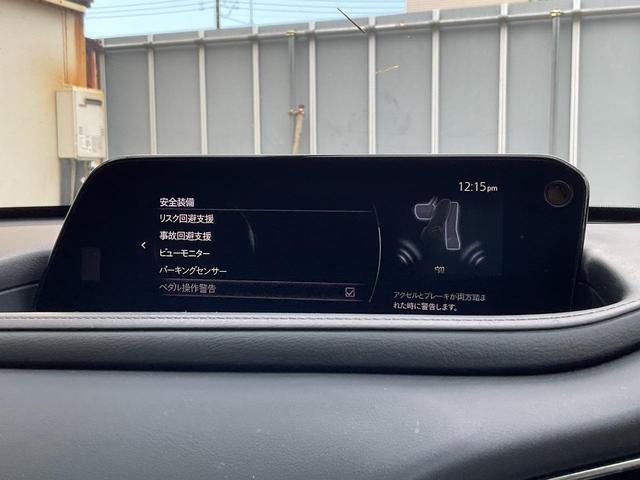 12:15pm
安全装備
リスク回避支援
事故回避支援
ビューモニター
パーキングセンサー
ペダル操作警告
アクセルとブレーキが両方踏ま
れた時に警告します。